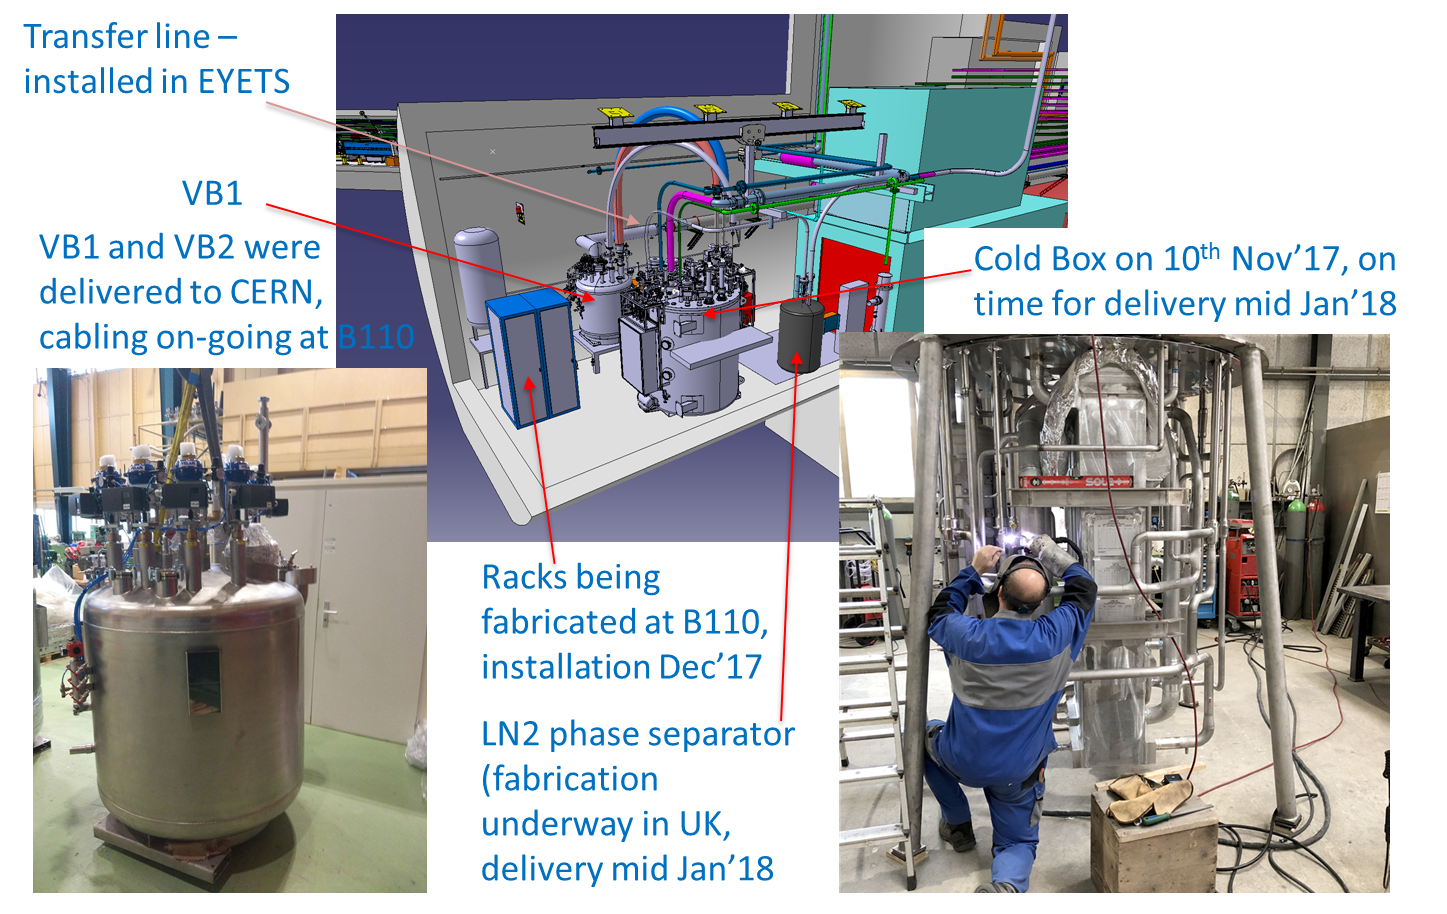 Transfer line –
installed in EYETS
VB1
VB1 and VB2 were
delivered to CERN,
cabling on-going at B110
Cold Box on 10th Nov’17, on
time for delivery mid Jan’18
Racks being
fabricated at B110,
installation Dec’17
LN2 phase separator
(fabrication
underway in UK,
delivery mid Jan’18
SOLA